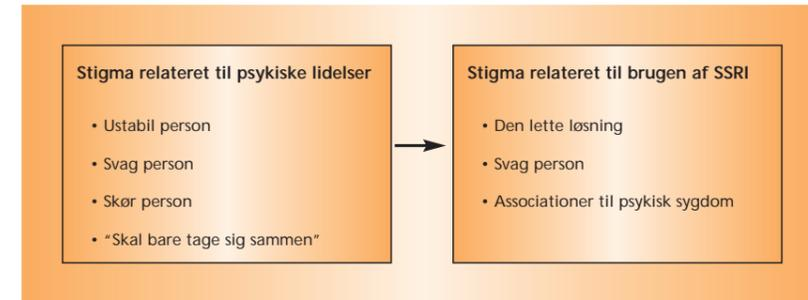 Stigma relateret til psykiske lidelser
• Ustabil person
• Svag person
• Skør person
• “Skal bare tage sig sammen”
Stigma relateret til brugen af SSRI
• Den lette løsning
• Svag person
• Associationer til psykisk sygdom